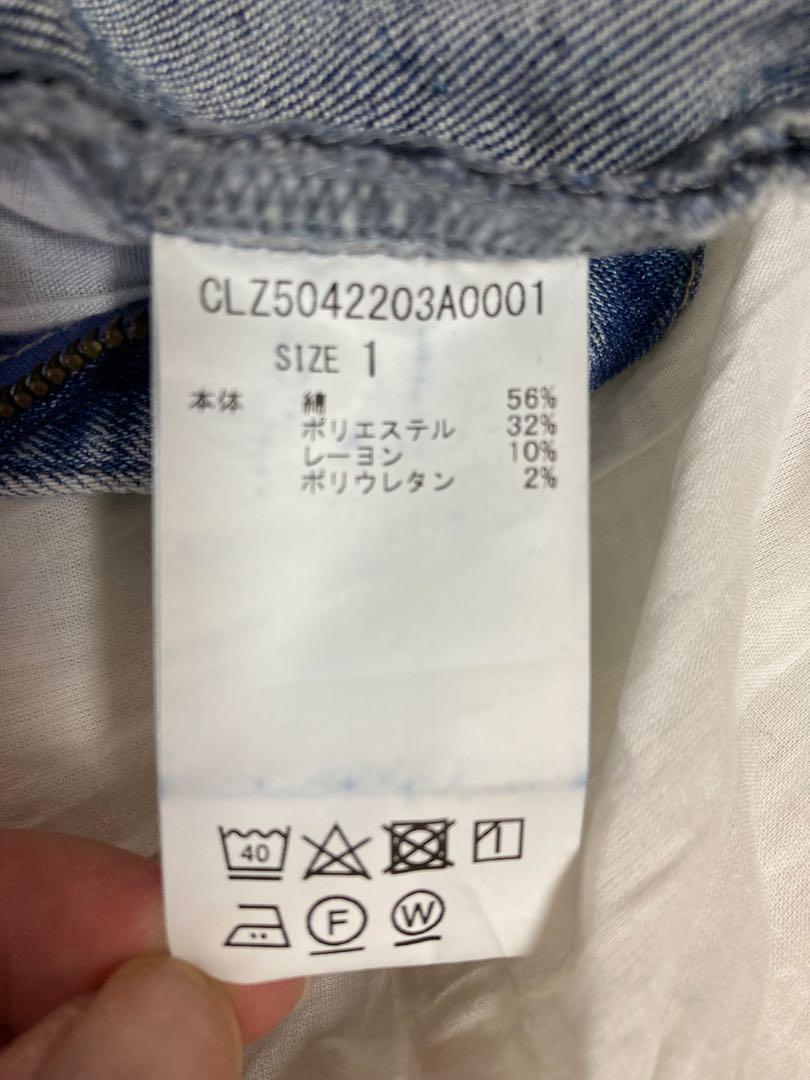 CLZ5042203A0001
SIZE 1
本体 綿 56%
ポリエステル 32%
レーヨン 10%
ポリウレタン 2%
40
F W